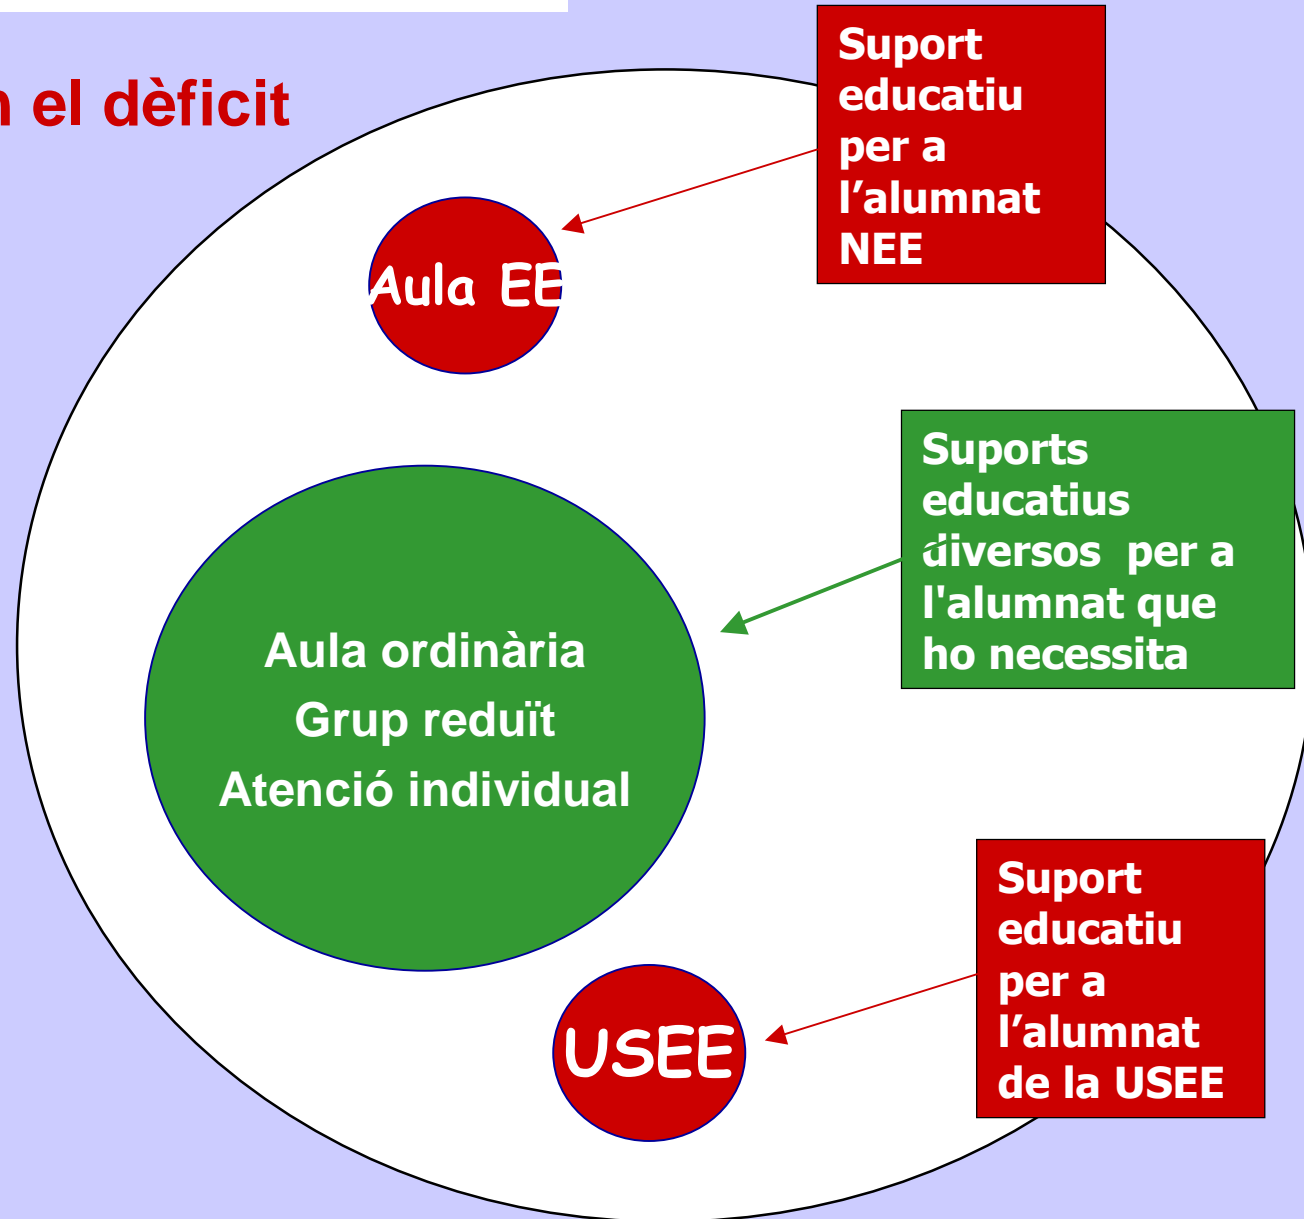 n el dèficit
Suport
educatiu
per a
l’alumnat
NEE
Aula EE
Suports
educatius
diversos  per a
l'alumnat que
ho necessita
Aula ordinària
Grup reduït
Atenció individual
Suport
educatiu
per a
l’alumnat
de la USEE
USEE